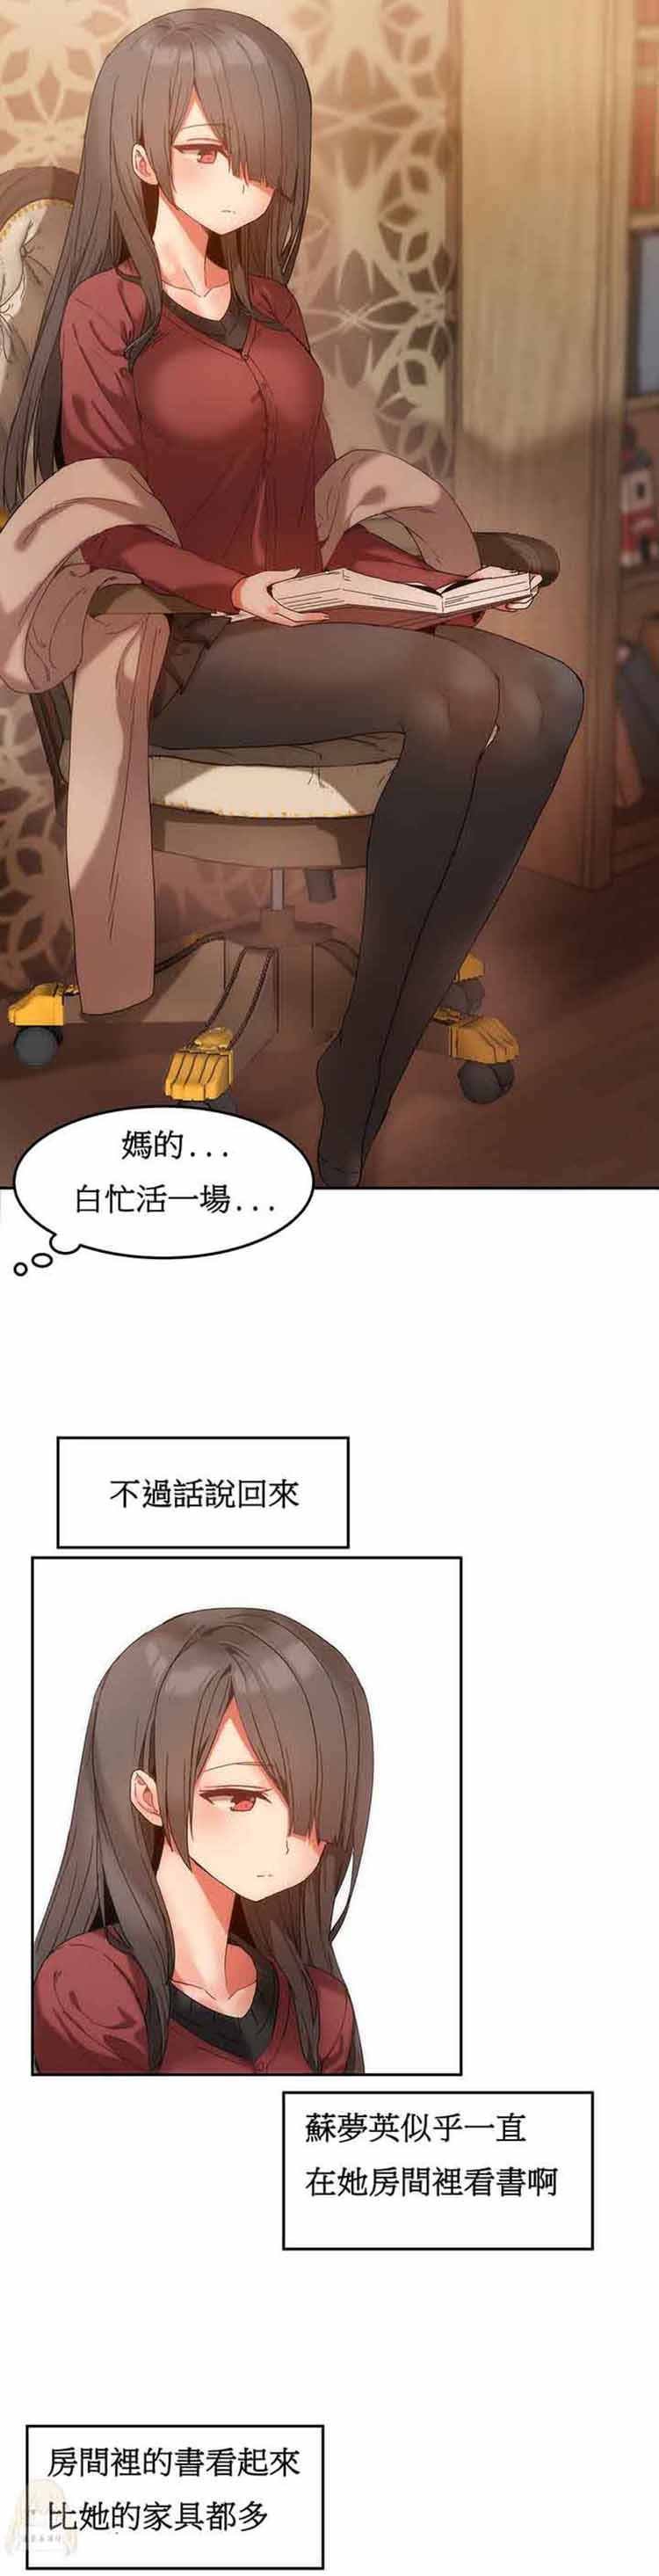 媽的...
白忙活一場...
不過話說回來
蘇夢英似乎一直
在她房間裡看書啊
房間裡的書看起來
比她的家具都多